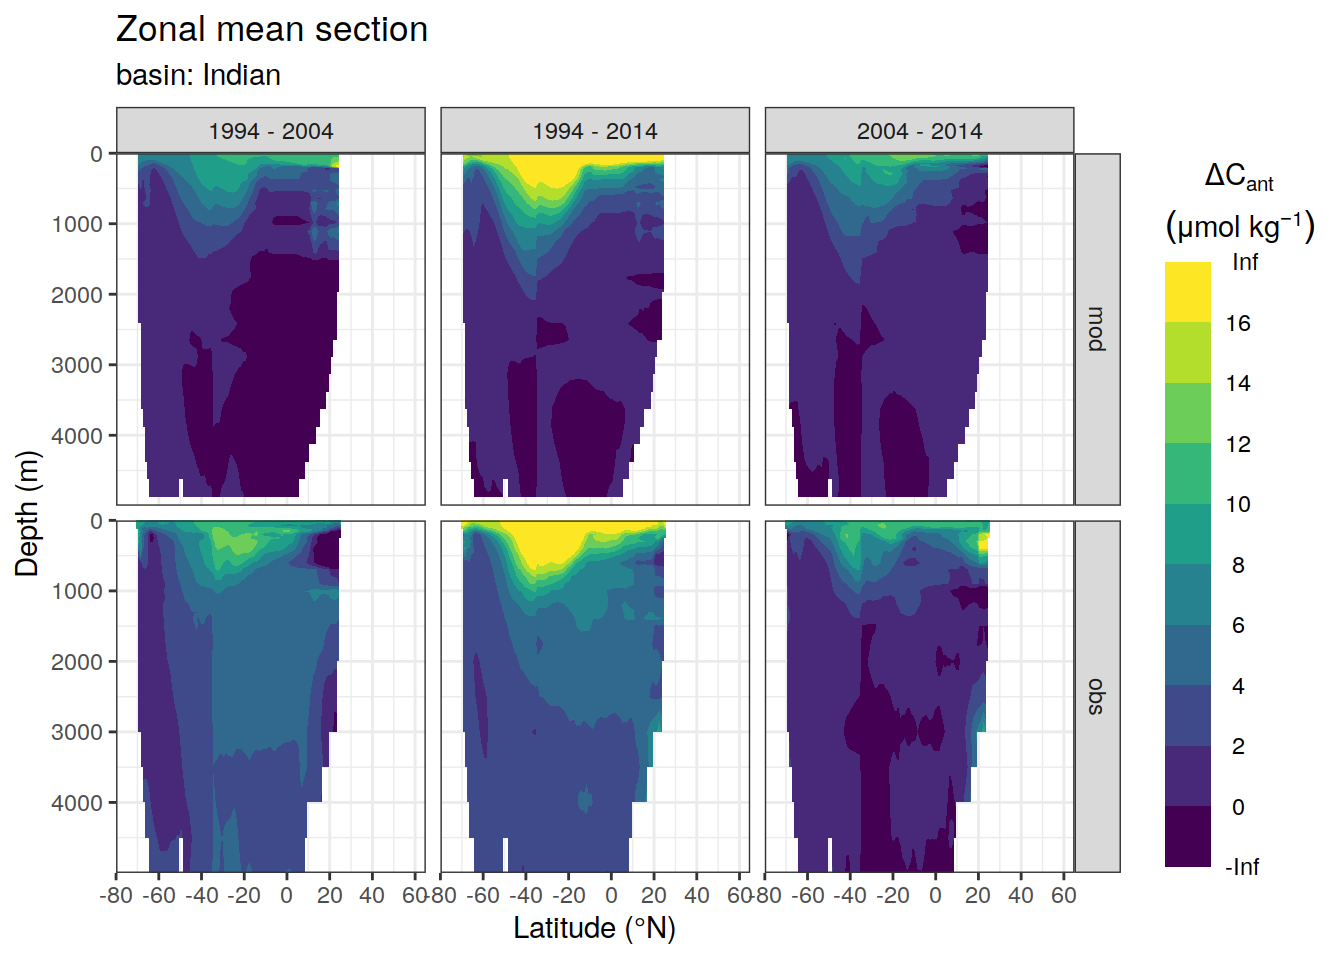 Zonal mean section
basin: Indian
1994 - 2004
1994 - 2014
2004 - 2014
0
1000
2000
3000
4000
mod
0
1000
2000
3000
4000
obs
Depth (m)
-80 -60 -40 -20 0 20 40 60
-80 -60 -40 -20 0 20 40 60
-80 -60 -40 -20 0 20 40 60
Latitude (°N)
ΔCant
(μmol kg⁻¹)
Inf
16
14
12
10
8
6
4
2
0
-Inf